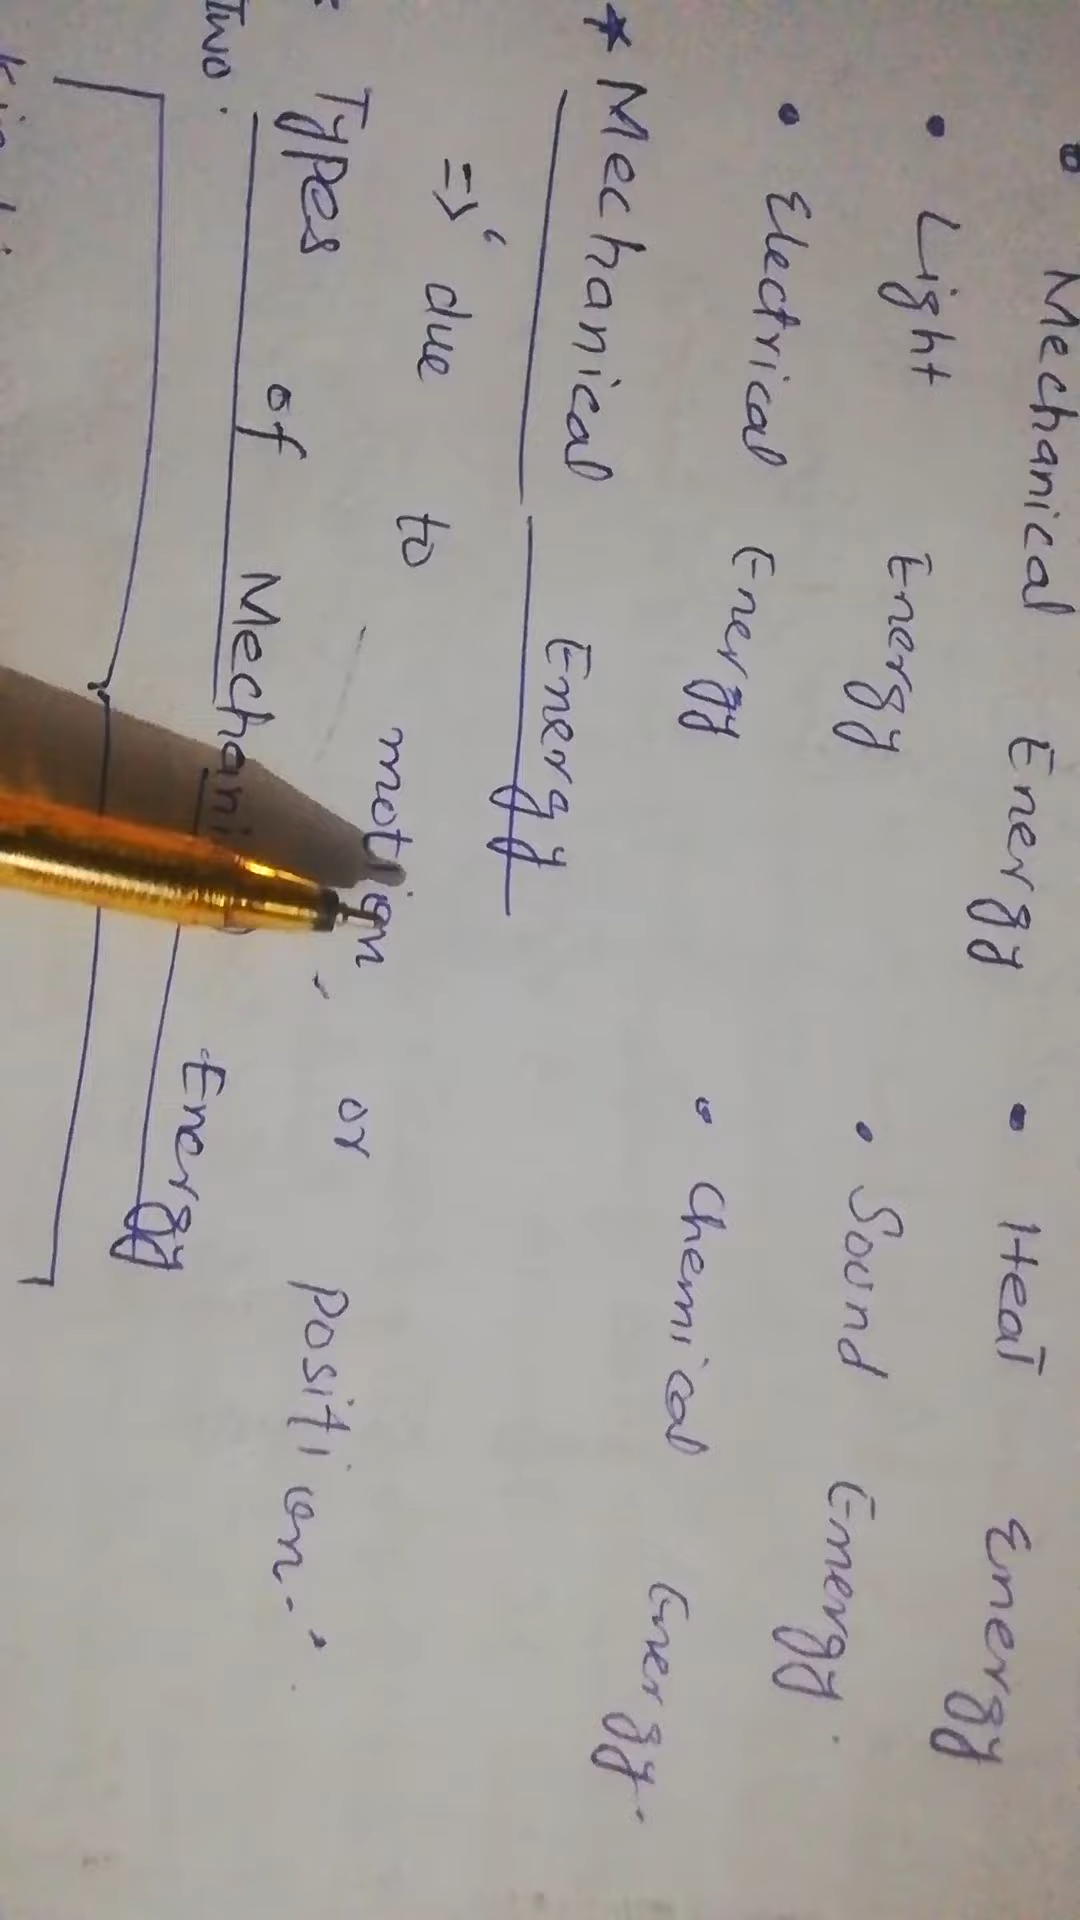 • Mechanical Energy • Heat Energy
• Light Energy • Sound Energy
• Electrical Energy • Chemical Energy
* Mechanical Energy
⇒ 'due to motion, or position.'
: Types of Mechani Energy
Two